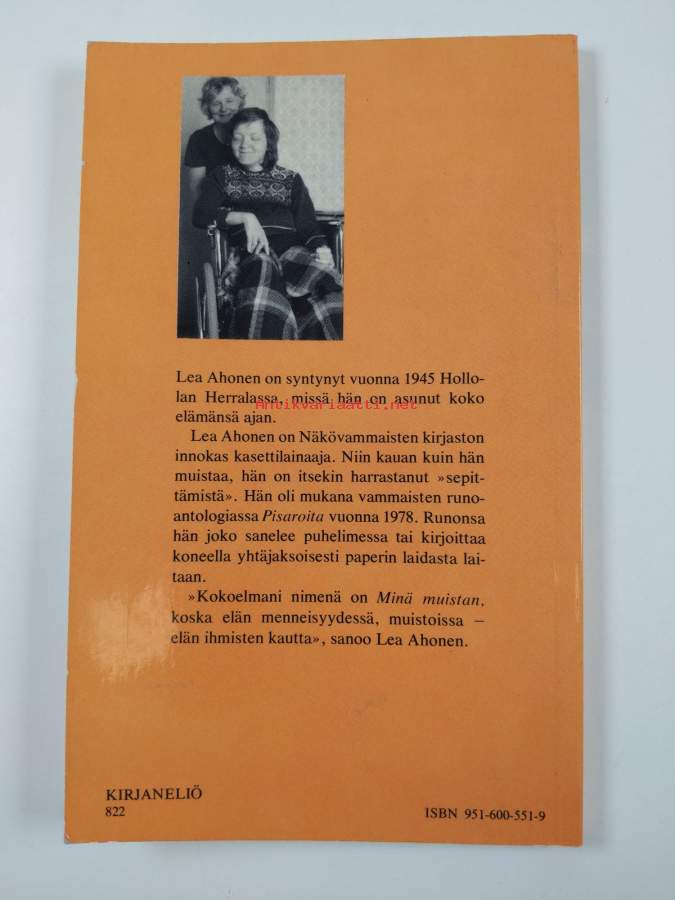 Lea Ahonen on syntynyt vuonna 1945 Hollo-
lan Herralassa, missä hän on asunut koko
Antikvariaatti.net
elämänsä ajan.
Lea Ahonen on Näkövammaisten kirjaston
innokas kasettilainaaja. Niin kauan kuin hän
muistaa, hän on itsekin harrastanut »sepit-
tämistä». Hän oli mukana vammaisten runo-
antologiassa Pisaroita vuonna 1978. Runonsa
hän joko sanelee puhelimessa tai kirjoittaa
koneella yhtäjaksoisesti paperin laidasta lai-
taan.
»Kokoelmani nimenä on Minä muistan,
koska elän menneisyydessä, muistoissa –
elän ihmisten kautta», sanoo Lea Ahonen.
KIRJANELIÖ
822
ISBN 951-600-551-9